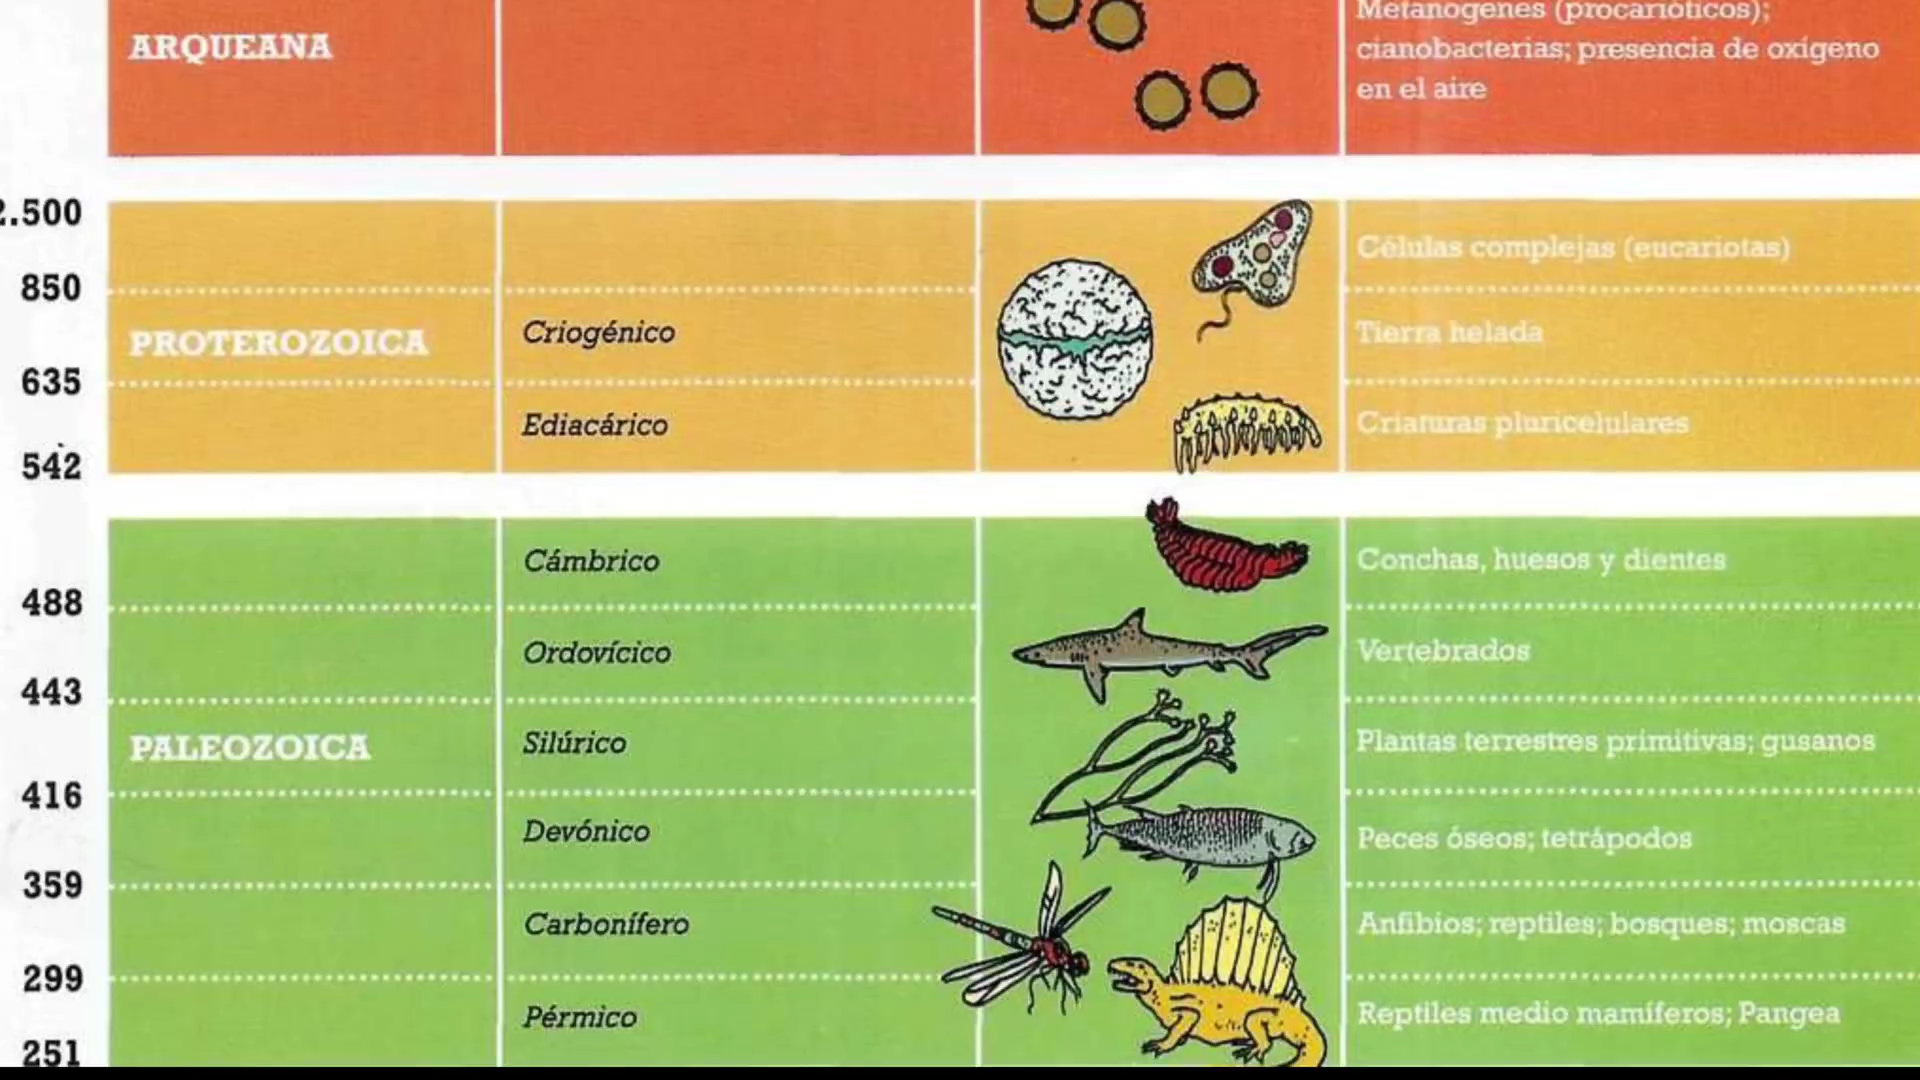 Metanógenes (procarióticos);
ARQUEANA
cianobacterias; presencia de oxígeno
en el aire
2.500
Células complejas (eucariotas)
850
PROTEROZOICA
Criogénico
Tierra helada
635
Ediacárico
Criaturas pluricelulares
542
Cámbrico
Conchas, huesos y dientes
488
Ordovícico
Vertebrados
443
PALEOZOICA
Silúrico
Plantas terrestres primitivas; gusanos
416
Devónico
Peces óseos; tetrápodos
359
Carbonífero
Anfibios; reptiles; bosques; moscas
299
Pérmico
Reptiles medio mamíferos; Pangea
251